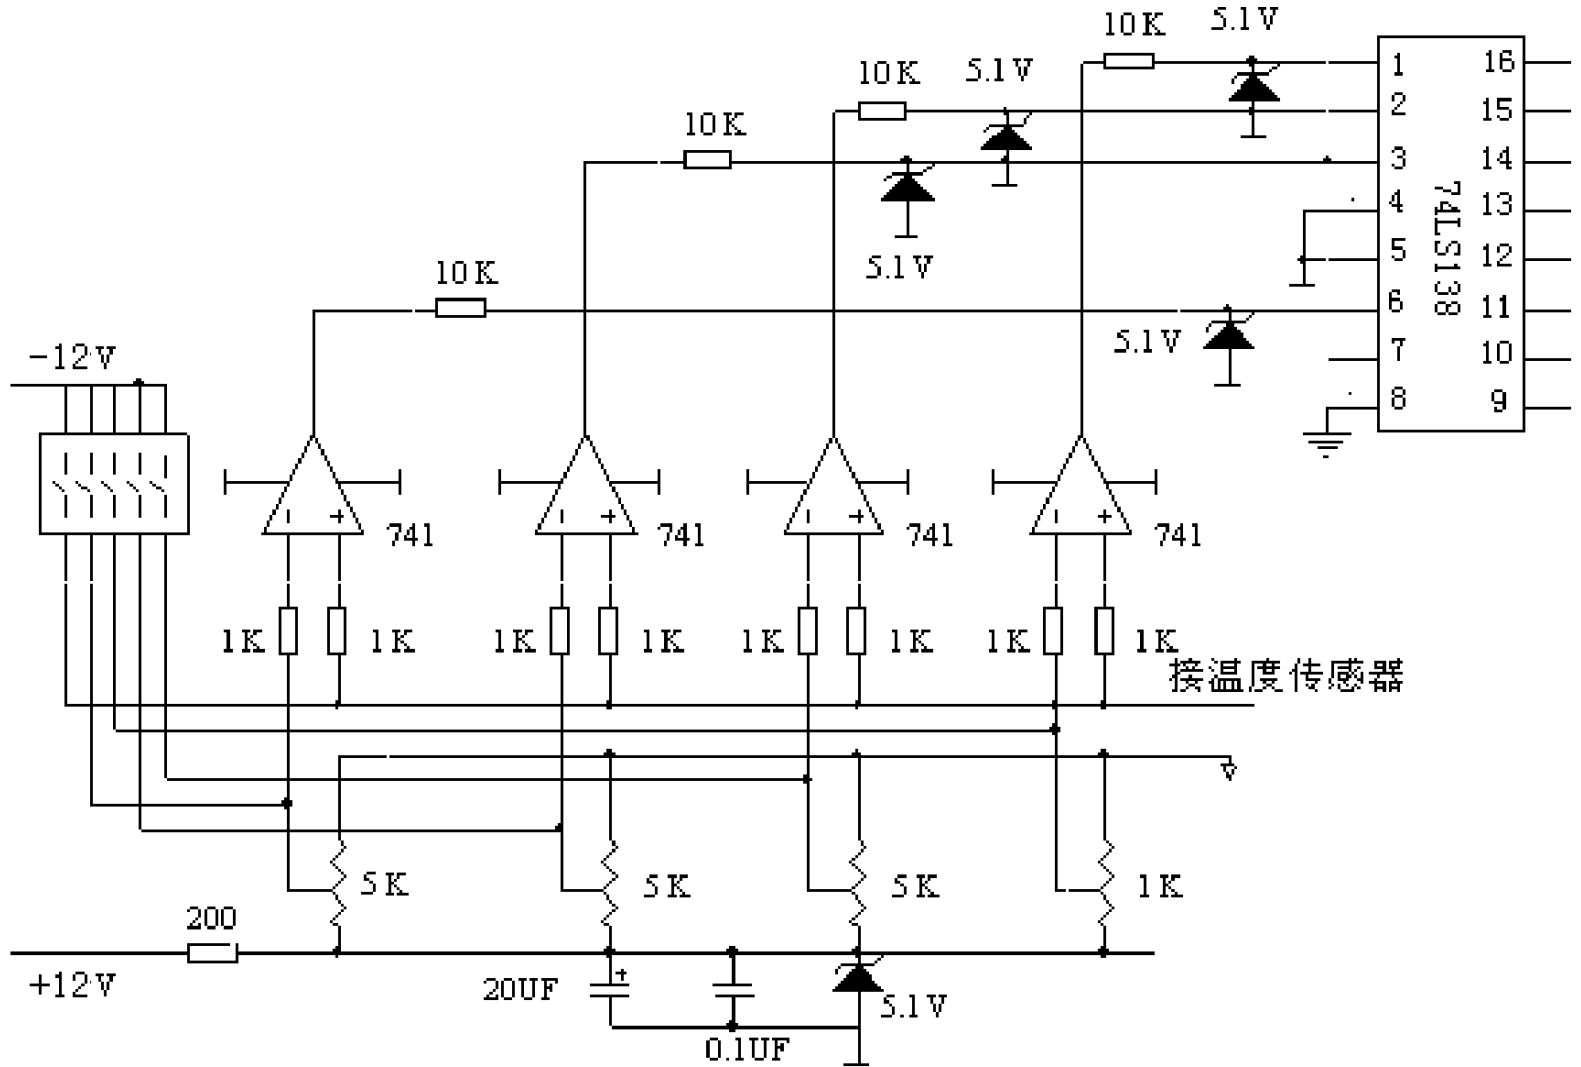 10K
5.1V
10K
5.1V
10K
5.1V
10K
5.1V
1 16
2 15
3 14
4 13
5 12
6 11
7 10
8 9
74LS138
-12V
- + 741
- + 741
- + 741
- + 741
1K 1K 1K 1K 1K 1K 1K 1K
接温度传感器
5K 5K 5K 1K
200
+12V
20UF
+
5.1V
0.1UF